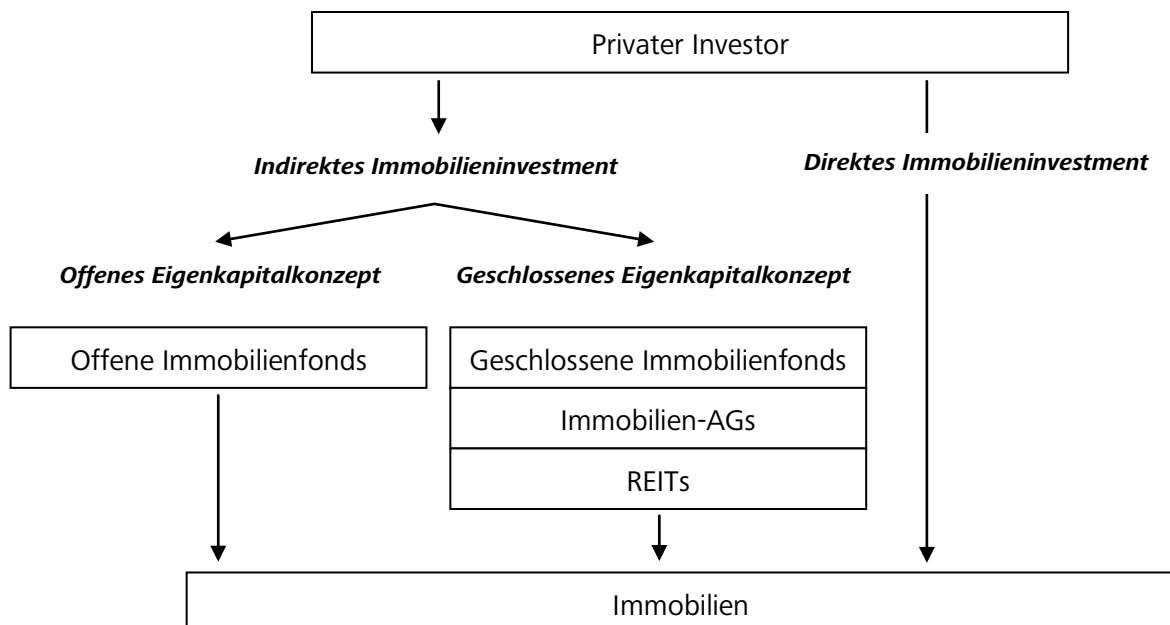 Privater Investor
Indirektes Immobilieninvestment
Direktes Immobilieninvestment
Offenes Eigenkapitalkonzept
Geschlossenes Eigenkapitalkonzept
Offene Immobilienfonds
Geschlossene Immobilienfonds
Immobilien-AGs
REITs
Immobilien